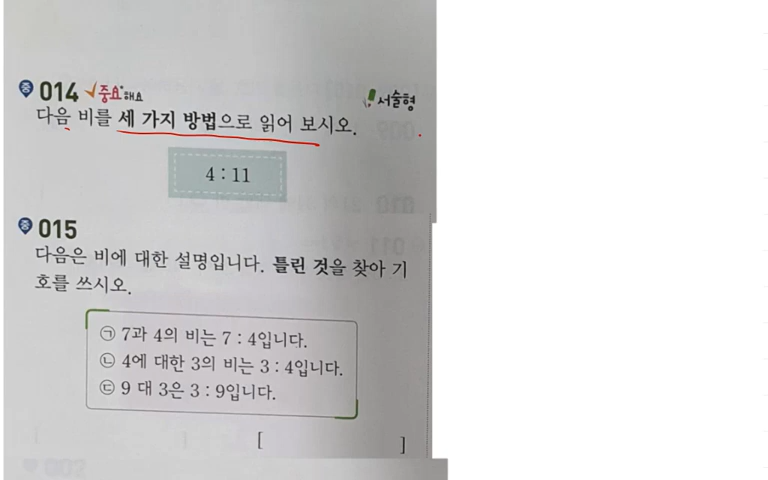 중 014 중요해요 서술형
다음 비를 세 가지 방법으로 읽어 보시오.
4 : 11
중 015
다음은 비에 대한 설명입니다. 틀린 것을 찾아 기
호를 쓰시오.
㉠ 7과 4의 비는 7 : 4입니다.
㉡ 4에 대한 3의 비는 3 : 4입니다.
㉢ 9 대 3은 3 : 9입니다.
[ ]